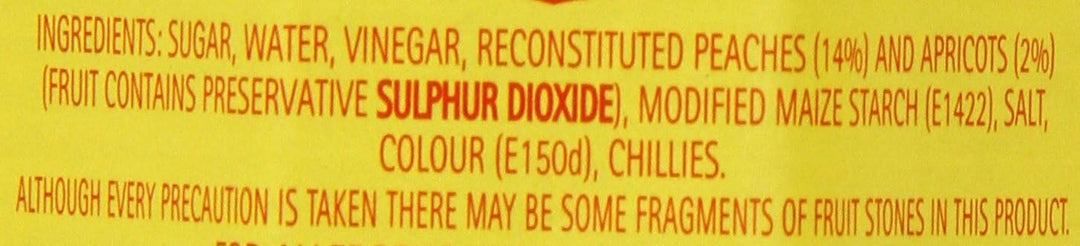 INGREDIENTS: SUGAR, WATER, VINEGAR, RECONSTITUTED PEACHES (14%) AND APRICOTS (2%)
(FRUIT CONTAINS PRESERVATIVE SULPHUR DIOXIDE), MODIFIED MAIZE STARCH (E1422), SALT,
COLOUR (E150d), CHILLIES.
ALTHOUGH EVERY PRECAUTION IS TAKEN THERE MAY BE SOME FRAGMENTS OF FRUIT STONES IN THIS PRODUCT.